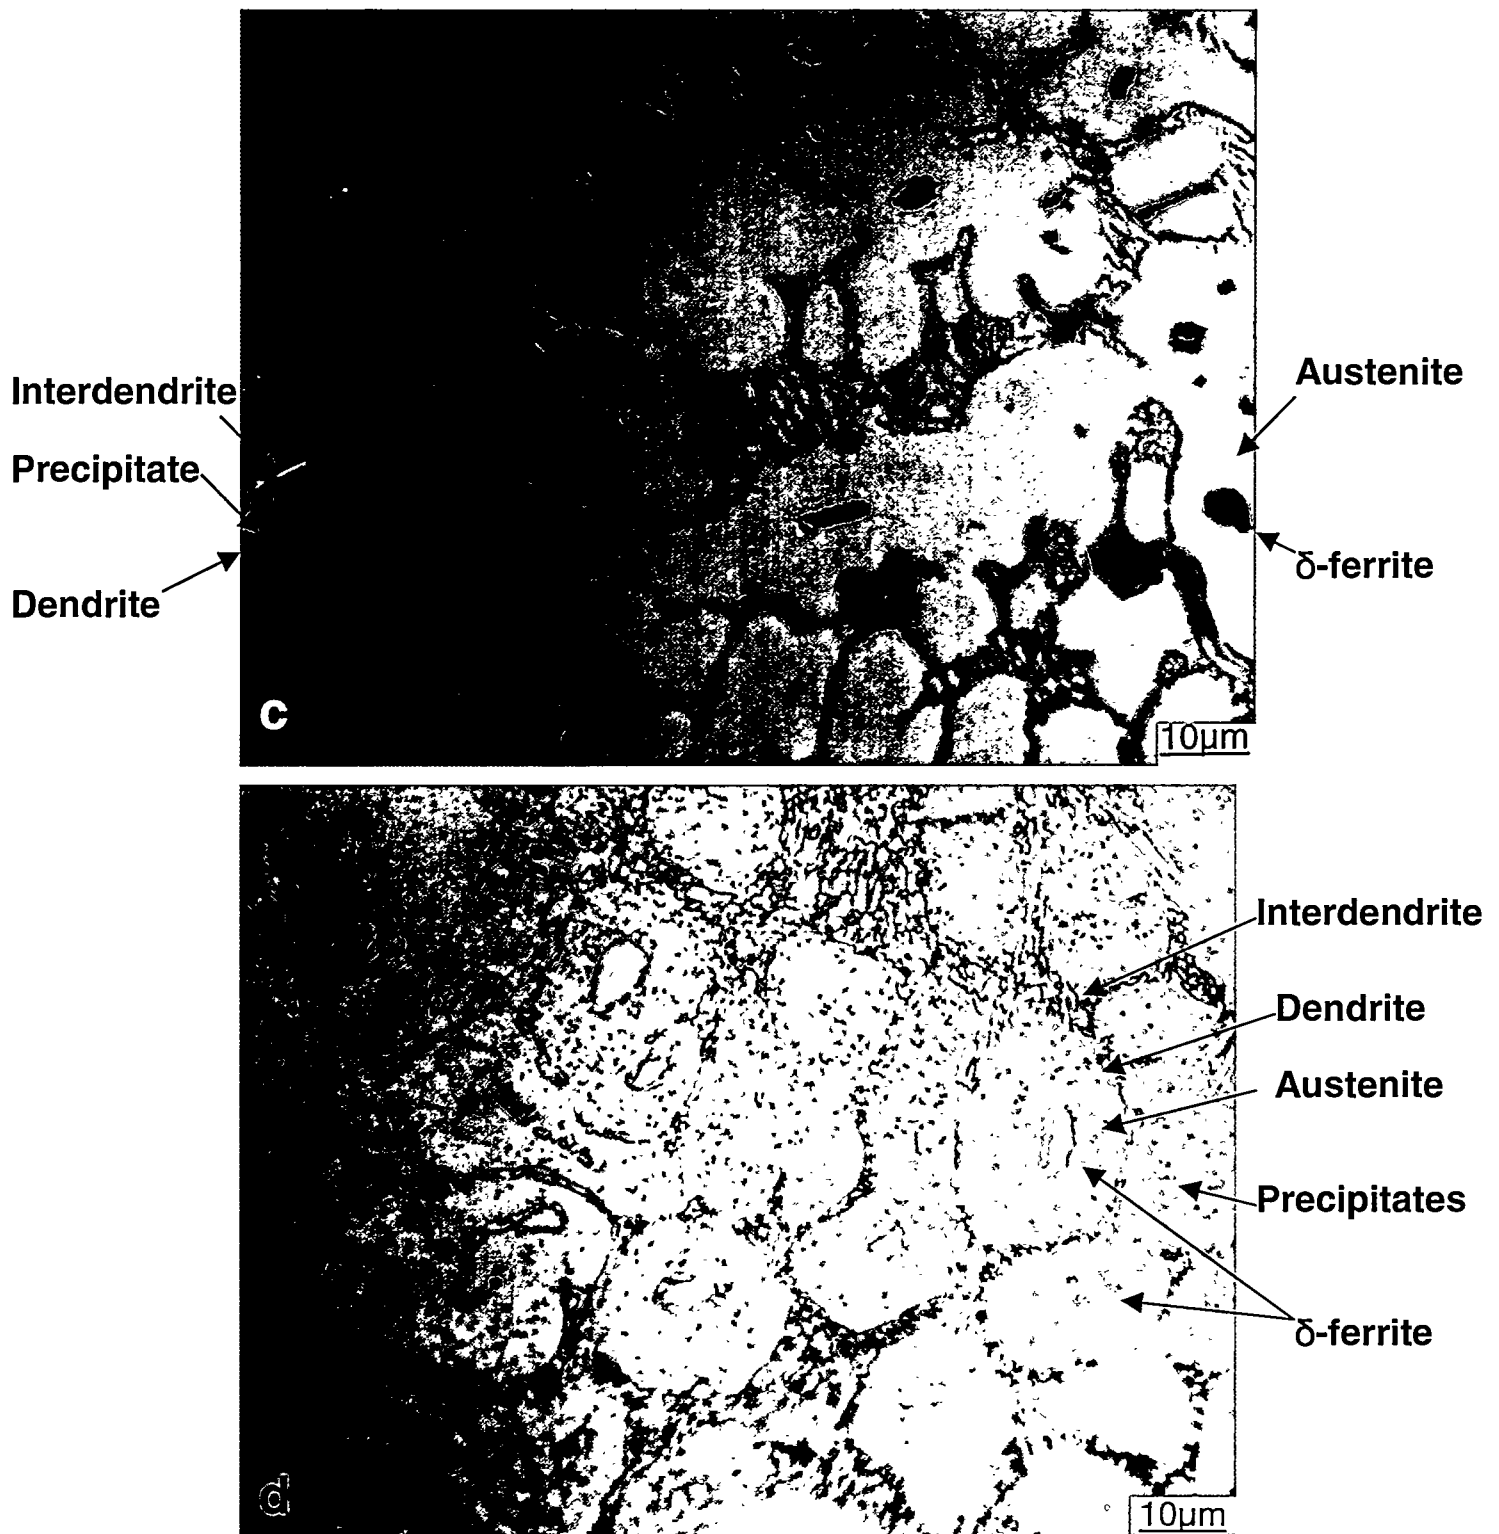 Interdendrite
Precipitate
Dendrite
Austenite
δ-ferrite
c
10µm
Interdendrite
Dendrite
Austenite
Precipitates
δ-ferrite
d
10µm